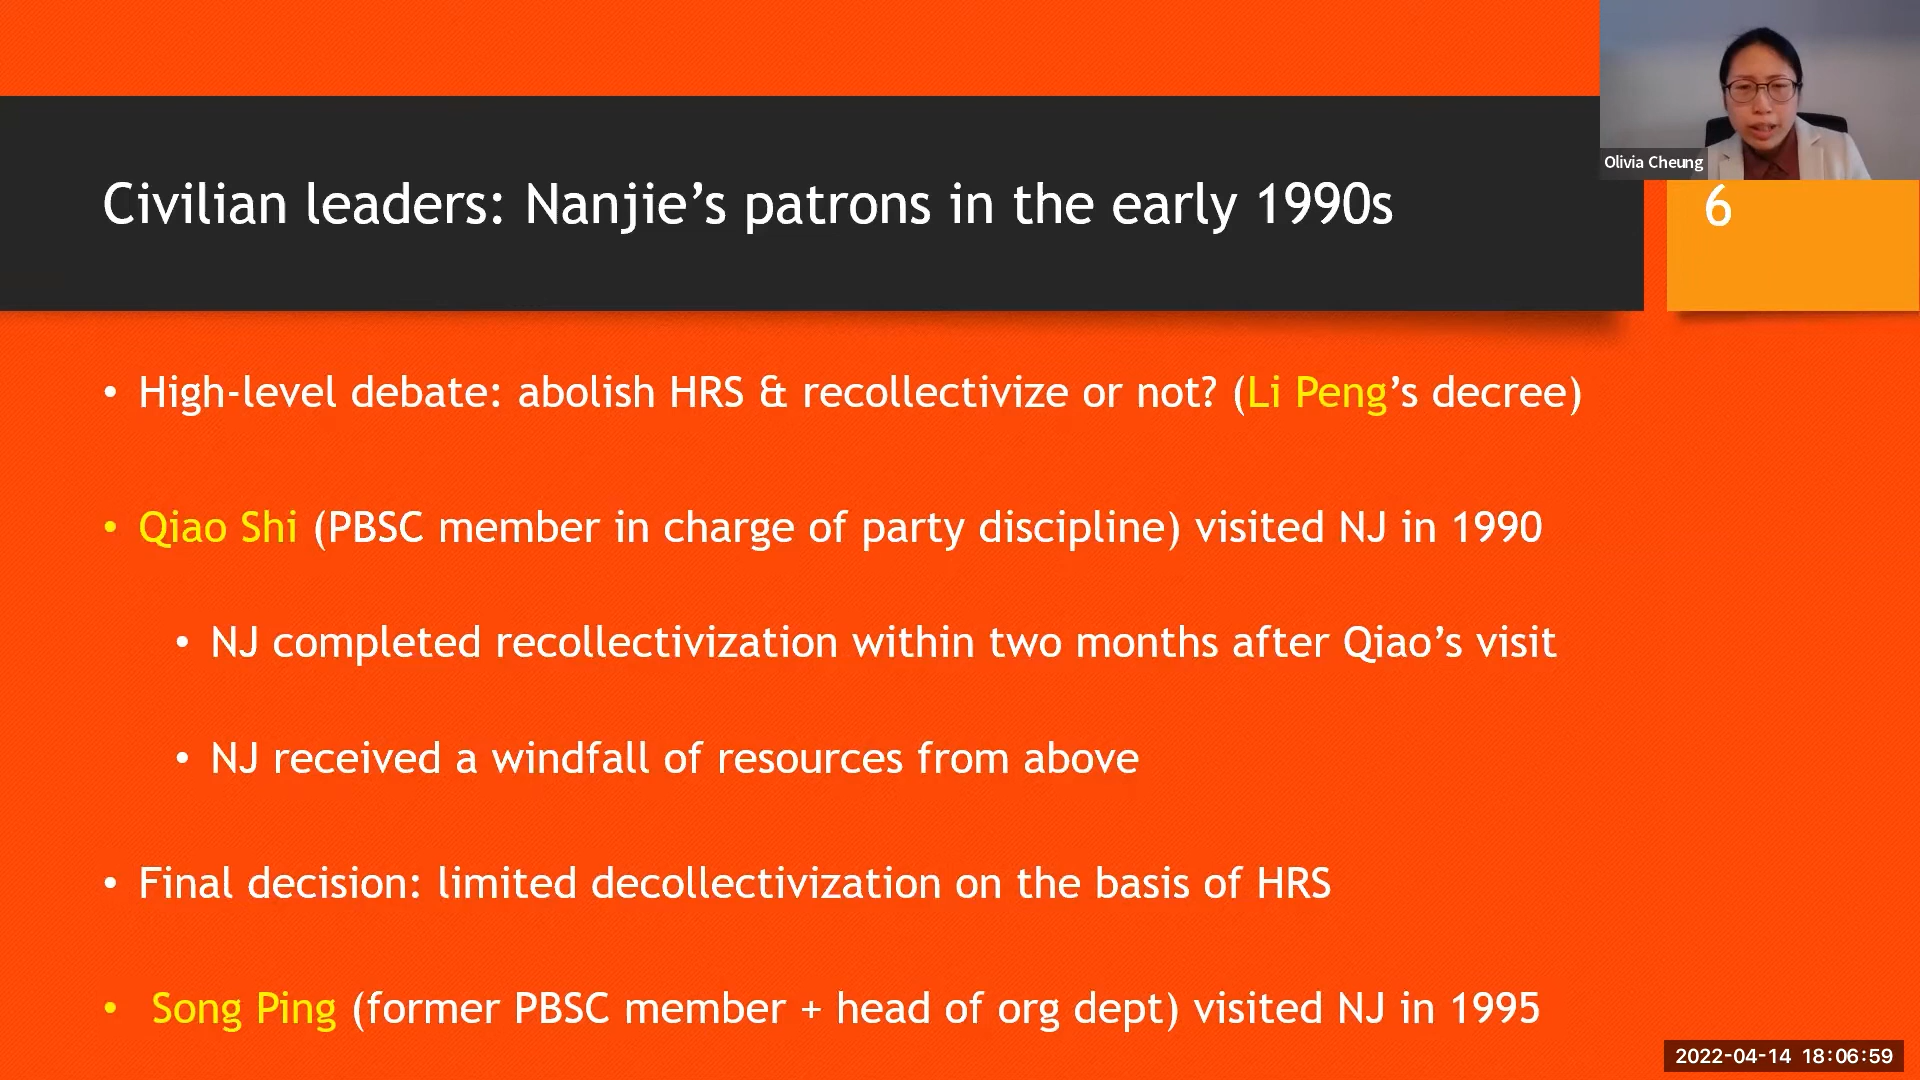 Olivia Cheung
Civilian leaders: Nanjie’s patrons in the early 1990s
6
• High-level debate: abolish HRS & recollectivize or not? (Li Peng’s decree)
• Qiao Shi (PBSC member in charge of party discipline) visited NJ in 1990
• NJ completed recollectivization within two months after Qiao’s visit
• NJ received a windfall of resources from above
• Final decision: limited decollectivization on the basis of HRS
• Song Ping (former PBSC member + head of org dept) visited NJ in 1995
2022-04-14 18:06:59